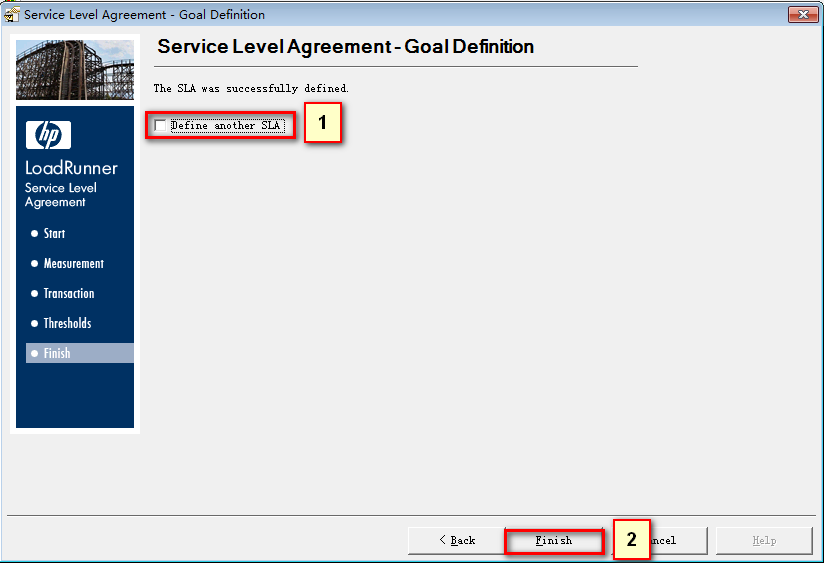 Service Level Agreement - Goal Definition
Service Level Agreement - Goal Definition
The SLA was successfully defined.
Define another SLA
1
hp
LoadRunner
Service Level
Agreement
Start
Measurement
Transaction
Thresholds
Finish
< Back
Finish
2
ncel
Help